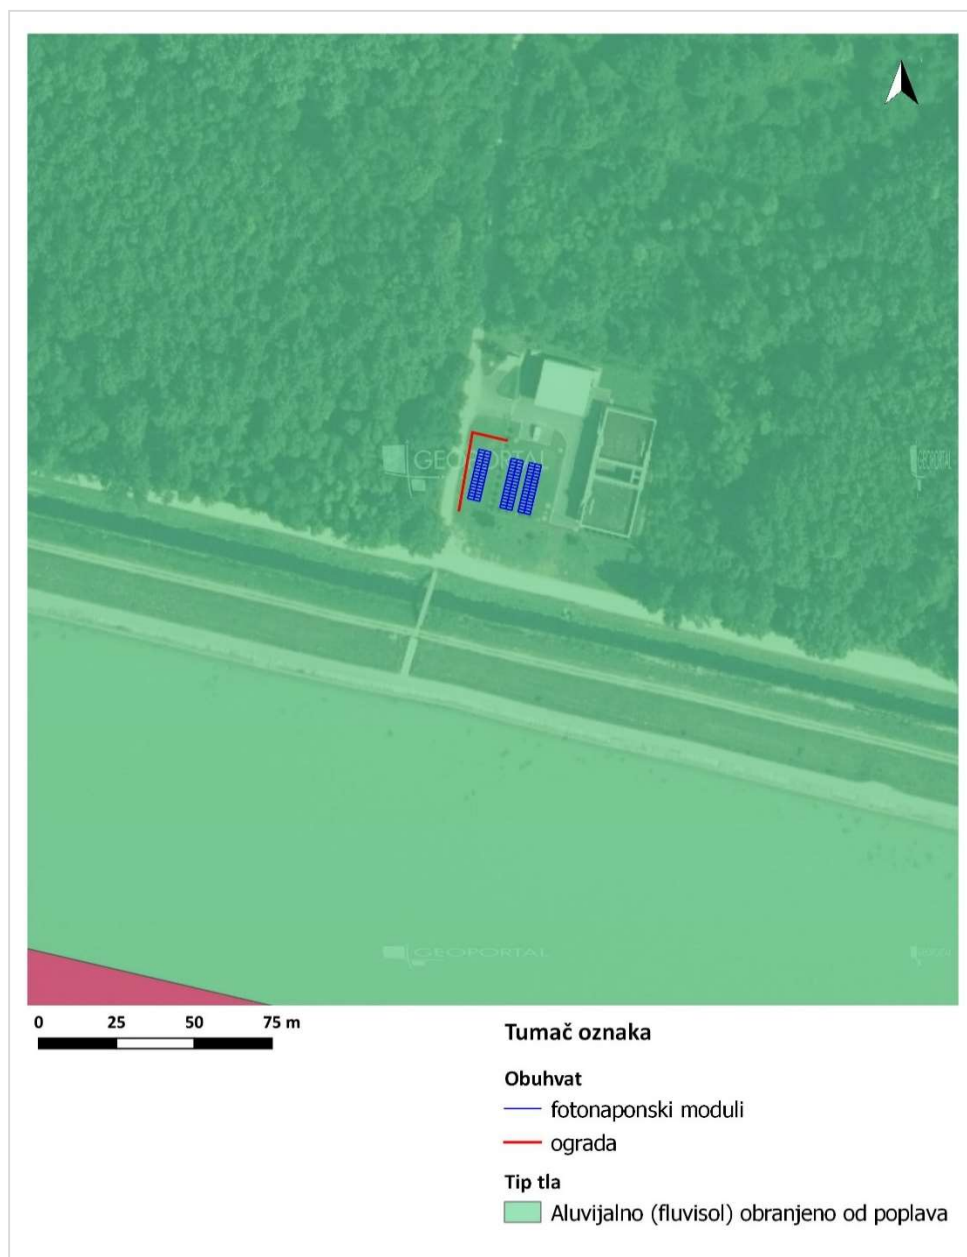 GEOPORTAL
GEOPORTAL
GEOPORTAL
0 25 50 75 m
Tumač oznaka
Obuhvat
fotonaponski moduli
ograda
Tip tla
Aluvijalno (fluvisol) obranjeno od poplava